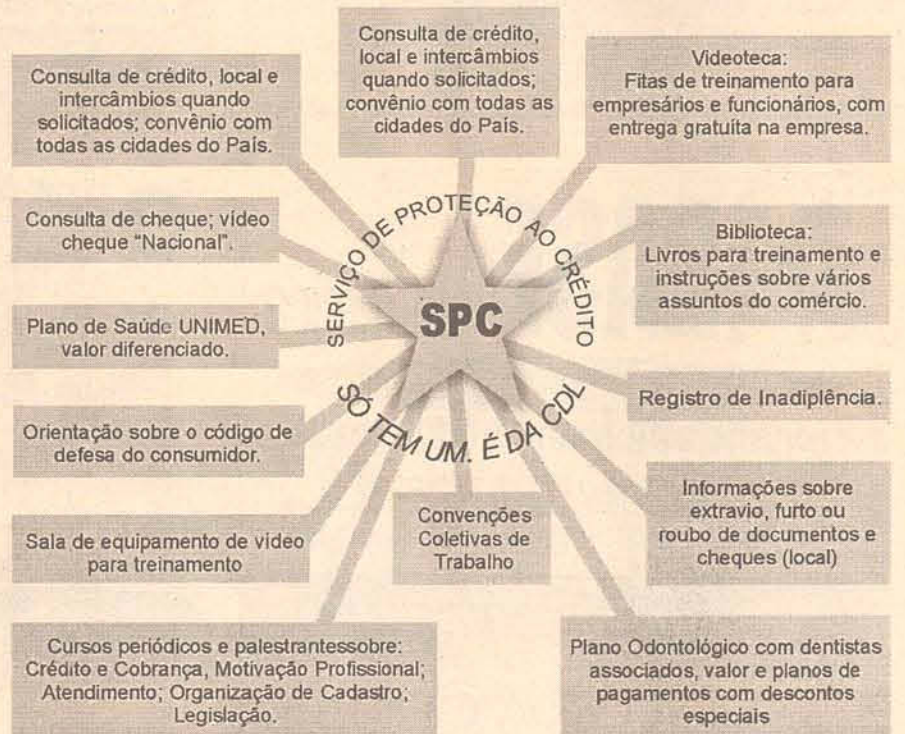 Consulta de crédito,
local e intercâmbios
quando solicitados;
convênio com todas as
cidades do País.
Consulta de crédito, local e
intercâmbios quando
solicitados; convênio com
todas as cidades do País.
Videoteca:
Fitas de treinamento para
empresários e funcionários, com
entrega gratuíta na empresa.
Consulta de cheque; vídeo
cheque “Nacional”.
Biblioteca:
Livros para treinamento e
instruções sobre vários
assuntos do comércio.
SERVIÇO DE PROTEÇÃO AO CRÉDITO
SPC
SÓ TEM UM. É DA CDL
Plano de Saúde UNIMED,
valor diferenciado.
Registro de Inadiplência.
Orientação sobre o código de
defesa do consumidor.
Informações sobre
extravio, furto ou
roubo de documentos e
cheques (local)
Sala de equipamento de vídeo
para treinamento
Convenções
Coletivas de
Trabalho
Cursos periódicos e palestrantessobre:
Crédito e Cobrança, Motivação Profissional;
Atendimento; Organização de Cadastro;
Legislação.
Plano Odontológico com dentistas
associados, valor e planos de
pagamentos com descontos
especiais